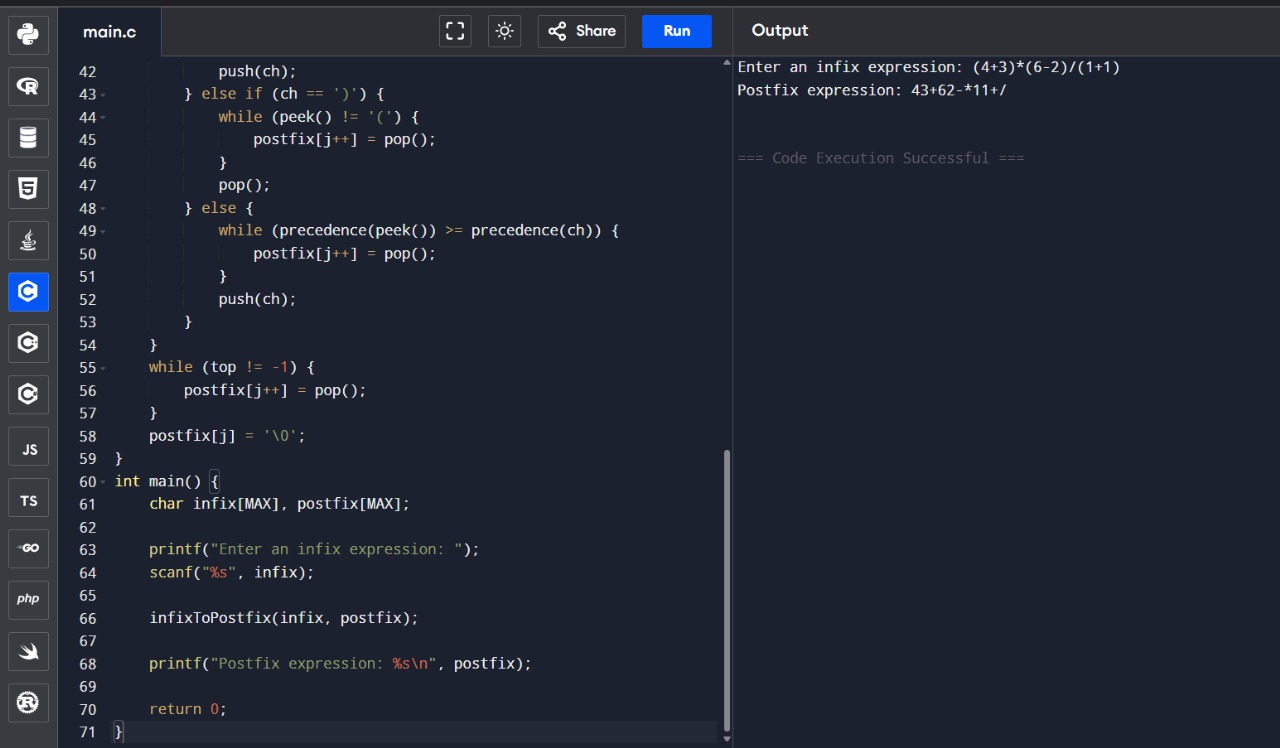 main.c
Share
Run
Output
42 push(ch);
43 } else if (ch == ')') {
44 while (peek() != '(') {
45 postfix[j++] = pop();
46 }
47 pop();
48 } else {
49 while (precedence(peek()) >= precedence(ch)) {
50 postfix[j++] = pop();
51 }
52 push(ch);
53 }
54 }
55 while (top != -1) {
56 postfix[j++] = pop();
57 }
58 postfix[j] = '\0';
59 }
60 int main() {
61 char infix[MAX], postfix[MAX];
62
63 printf("Enter an infix expression: ");
64 scanf("%s", infix);
65
66 infixToPostfix(infix, postfix);
67
68 printf("Postfix expression: %s\n", postfix);
69
70 return 0;
71 }
Enter an infix expression: (4+3)*(6-2)/(1+1)
Postfix expression: 43+62-*11+/
=== Code Execution Successful ===
R
5
C
C
C
JS
TS
GO
php
R